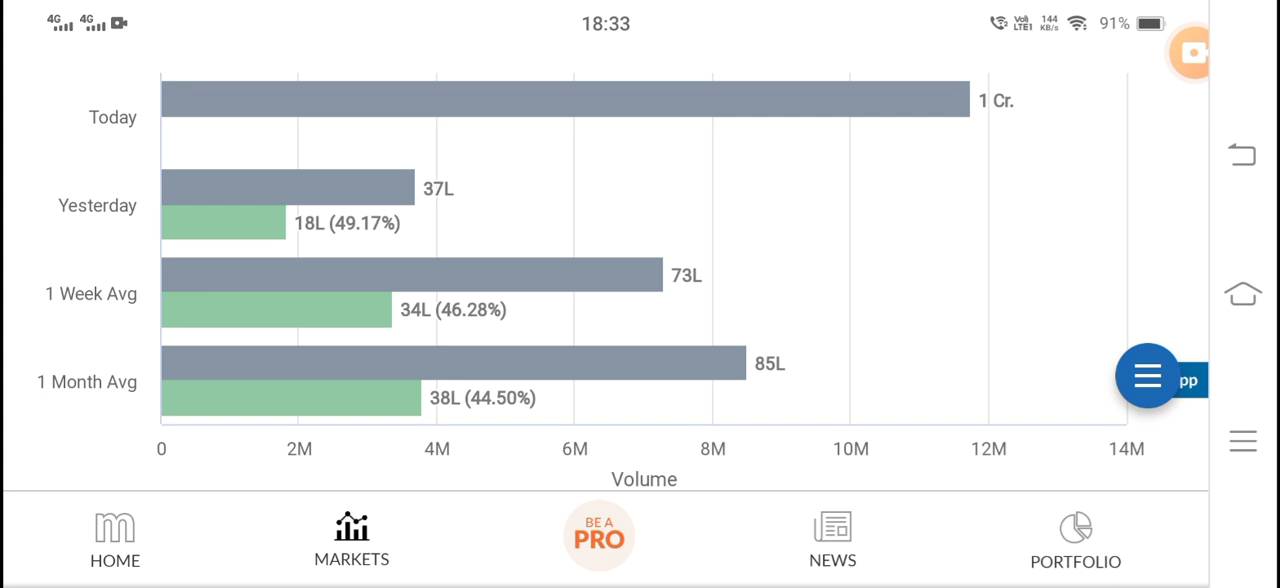 4G 4G 18:33 Vo) LTE1 144 KB/s 91%
Today 1 Cr.
Yesterday 37L
18L (49.17%)
1 Week Avg 73L
34L (46.28%)
1 Month Avg 85L
38L (44.50%)
pp
0 2M 4M 6M 8M 10M 12M 14M
Volume
m HOME MARKETS BE A PRO NEWS PORTFOLIO